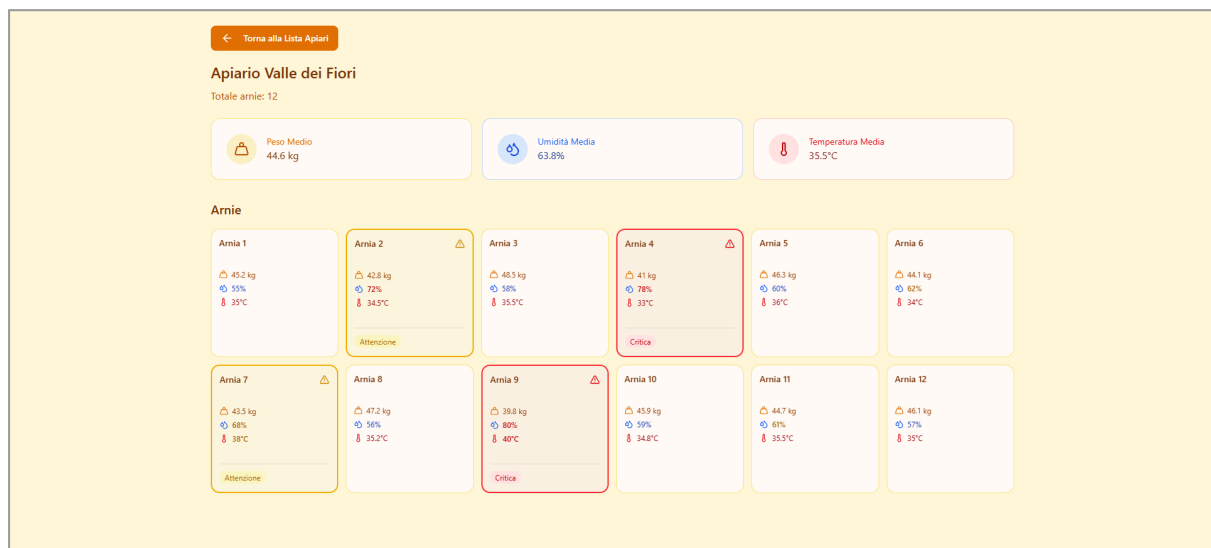 Torna alla Lista Apiari
Apiario Valle dei Fiori
Totale arnie: 12
Peso Medio
44.6 kg
Umidità Media
63.8%
Temperatura Media
35.5°C
Arnie
Arnia 1
45.2 kg
55%
35°C
Arnia 2
42.8 kg
72%
34.5°C
Attenzione
Arnia 3
48.5 kg
58%
35.5°C
Arnia 4
41 kg
78%
33°C
Critica
Arnia 5
46.3 kg
60%
36°C
Arnia 6
44.1 kg
62%
34°C
Arnia 7
43.5 kg
68%
38°C
Attenzione
Arnia 8
47.2 kg
56%
35.2°C
Arnia 9
39.8 kg
80%
40°C
Critica
Arnia 10
45.9 kg
59%
34.8°C
Arnia 11
44.7 kg
61%
35.5°C
Arnia 12
46.1 kg
57%
35°C